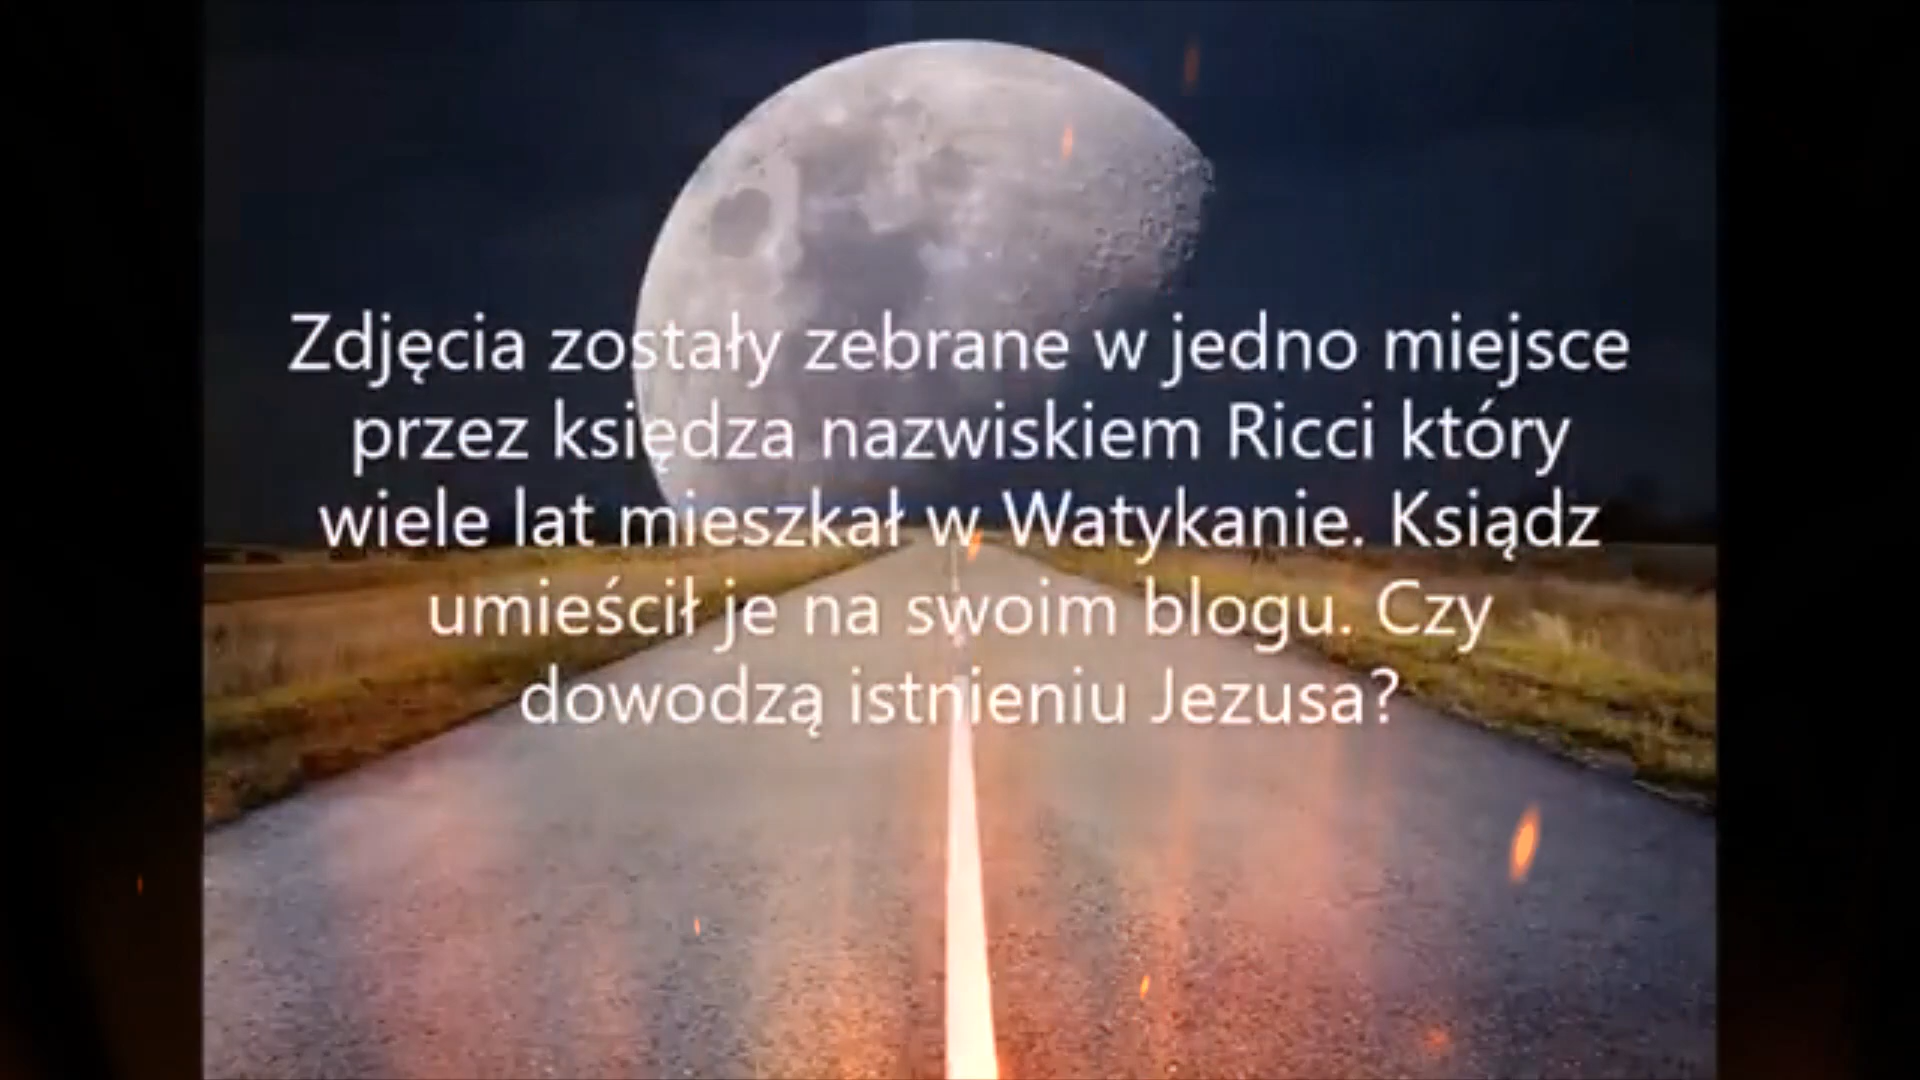 Zdjęcia zostały zebrane w jedno miejsce
przez księdza nazwiskiem Ricci który
wiele lat mieszkał w Watykanie. Ksiądz
umieścił je na swoim blogu. Czy
dowodzą istnieniu Jezusa?